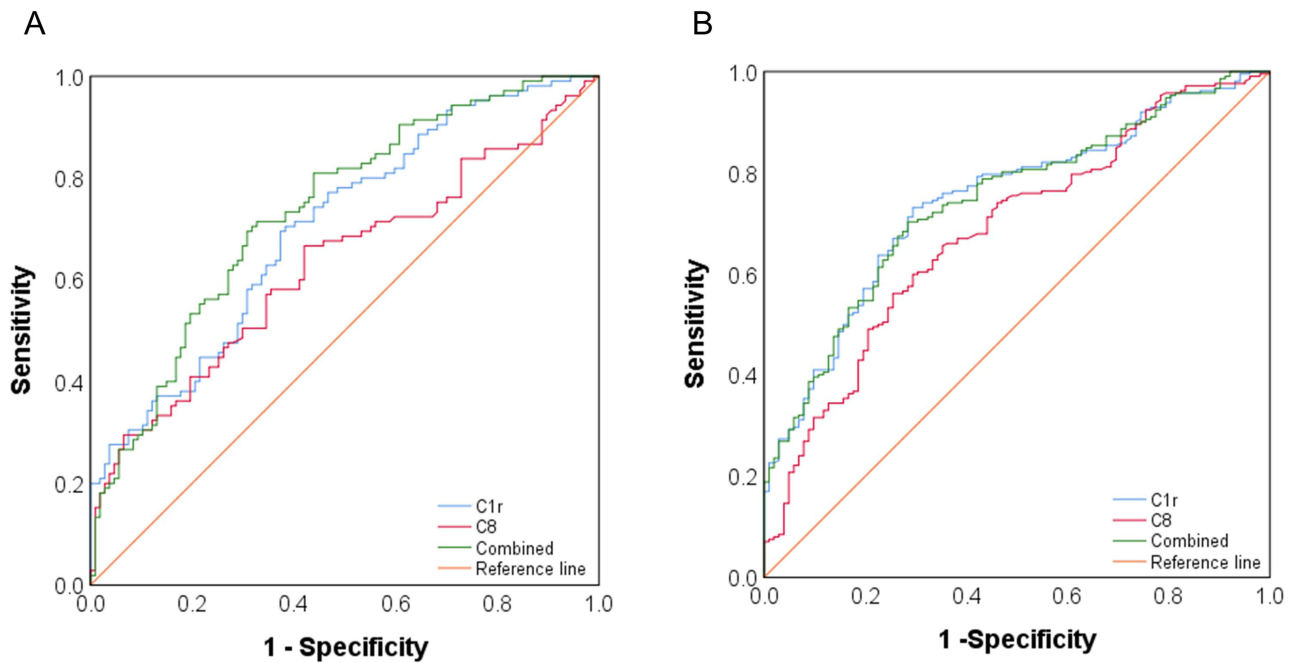 A
1.0
0.8
0.6
0.4
0.2
0.0
Sensitivity
C1r
C8
Combined
Reference line
0.0 0.2 0.4 0.6 0.8 1.0
1 - Specificity
B
1.0
0.8
0.6
0.4
0.2
0.0
Sensitivity
C1r
C8
Combined
Reference line
0.0 0.2 0.4 0.6 0.8 1.0
1 -Specificity